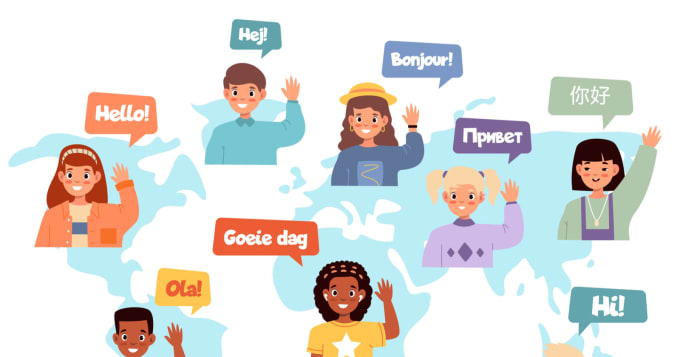 Hej!
Bonjour!
Hello!
你好
Привет
Goeie dag
Ola!
Hi!